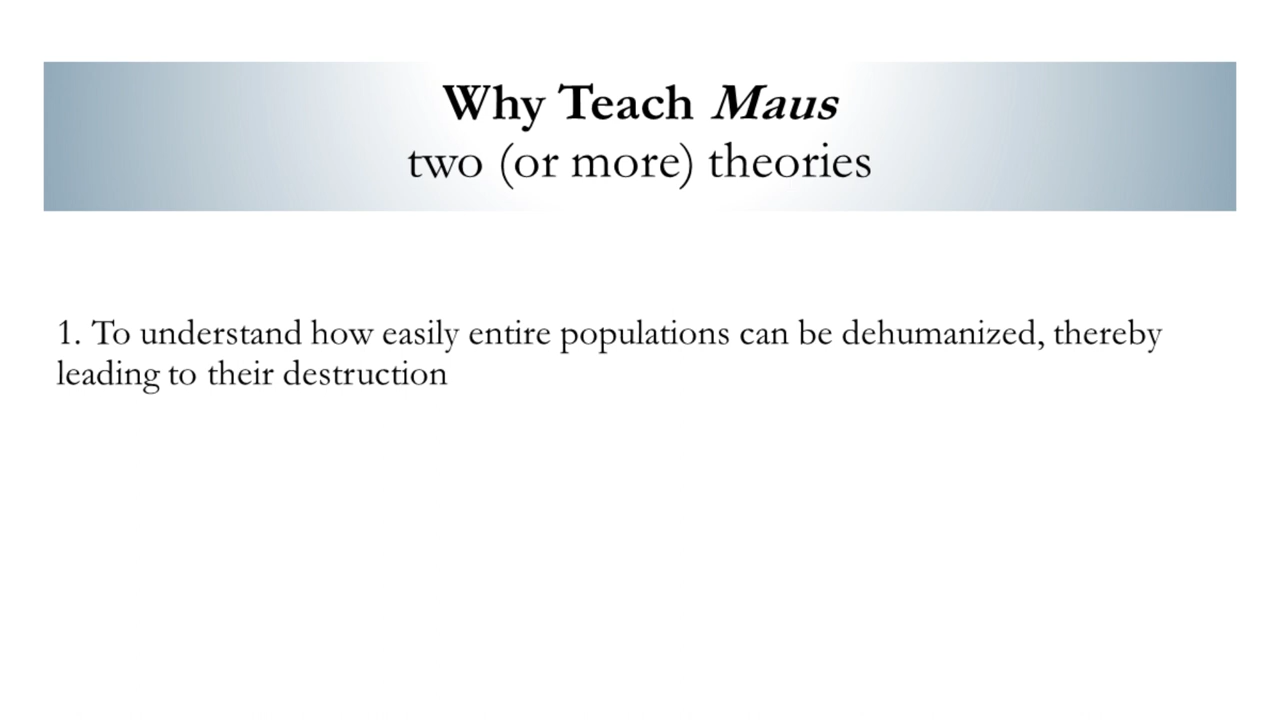 Why Teach Maus
two (or more) theories
1. To understand how easily entire populations can be dehumanized, thereby
leading to their destruction